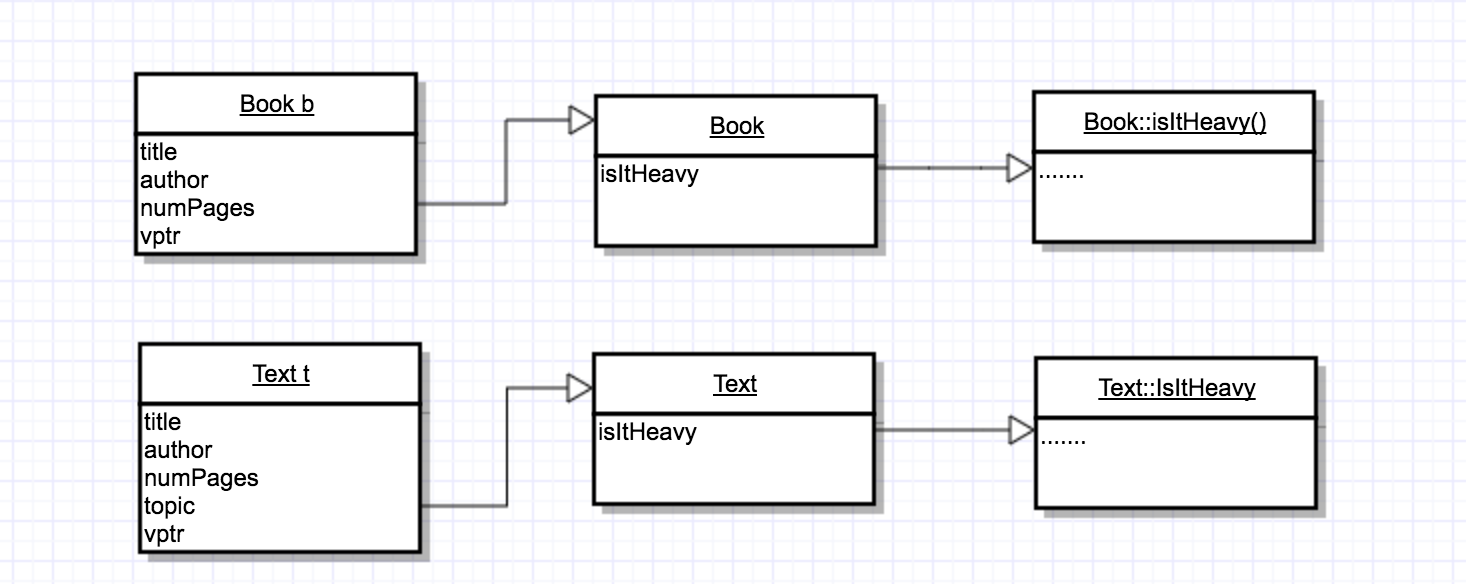 Book b
title
author
numPages
vptr
Book
isItHeavy
Book::isItHeavy()
.......
Text t
title
author
numPages
topic
vptr
Text
isItHeavy
Text::IsItHeavy
.......